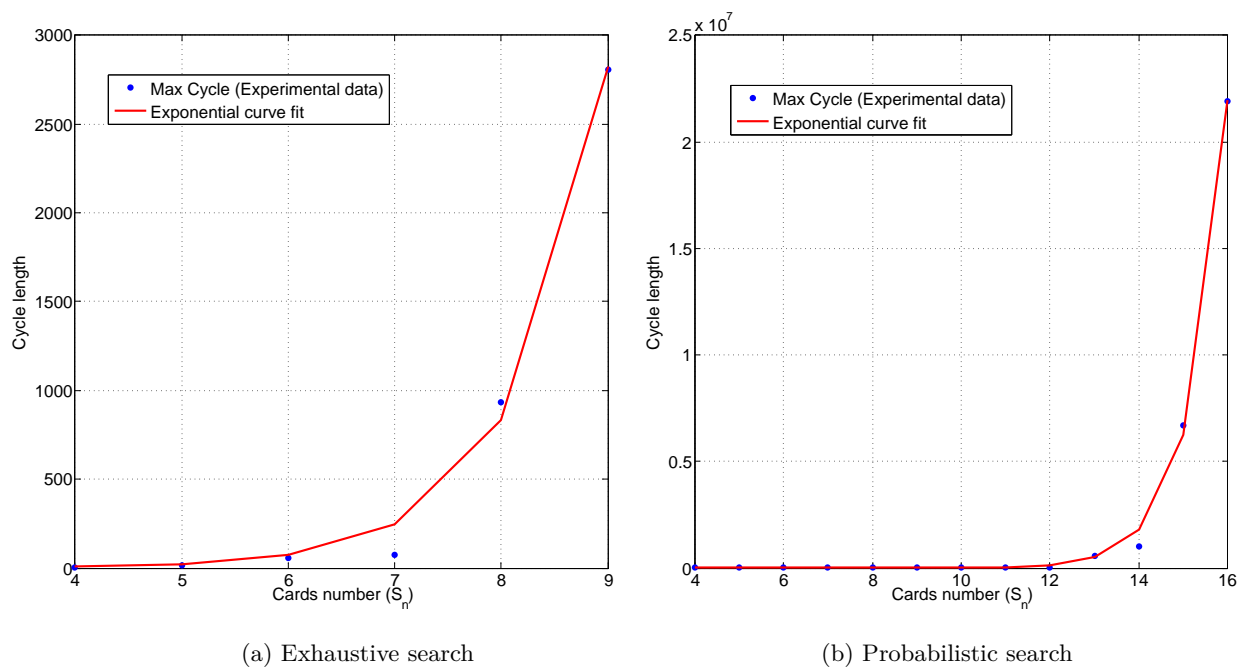 3000
2500
2000
1500
1000
500
0
4
5
6
7
8
9
Cycle length
Cards number (S_n)
Max Cycle (Experimental data)
Exponential curve fit
(a) Exhaustive search
x 10^7
2.5
2
1.5
1
0.5
0
4
6
8
10
12
14
16
Cycle length
Cards number (S_n)
Max Cycle (Experimental data)
Exponential curve fit
(b) Probabilistic search